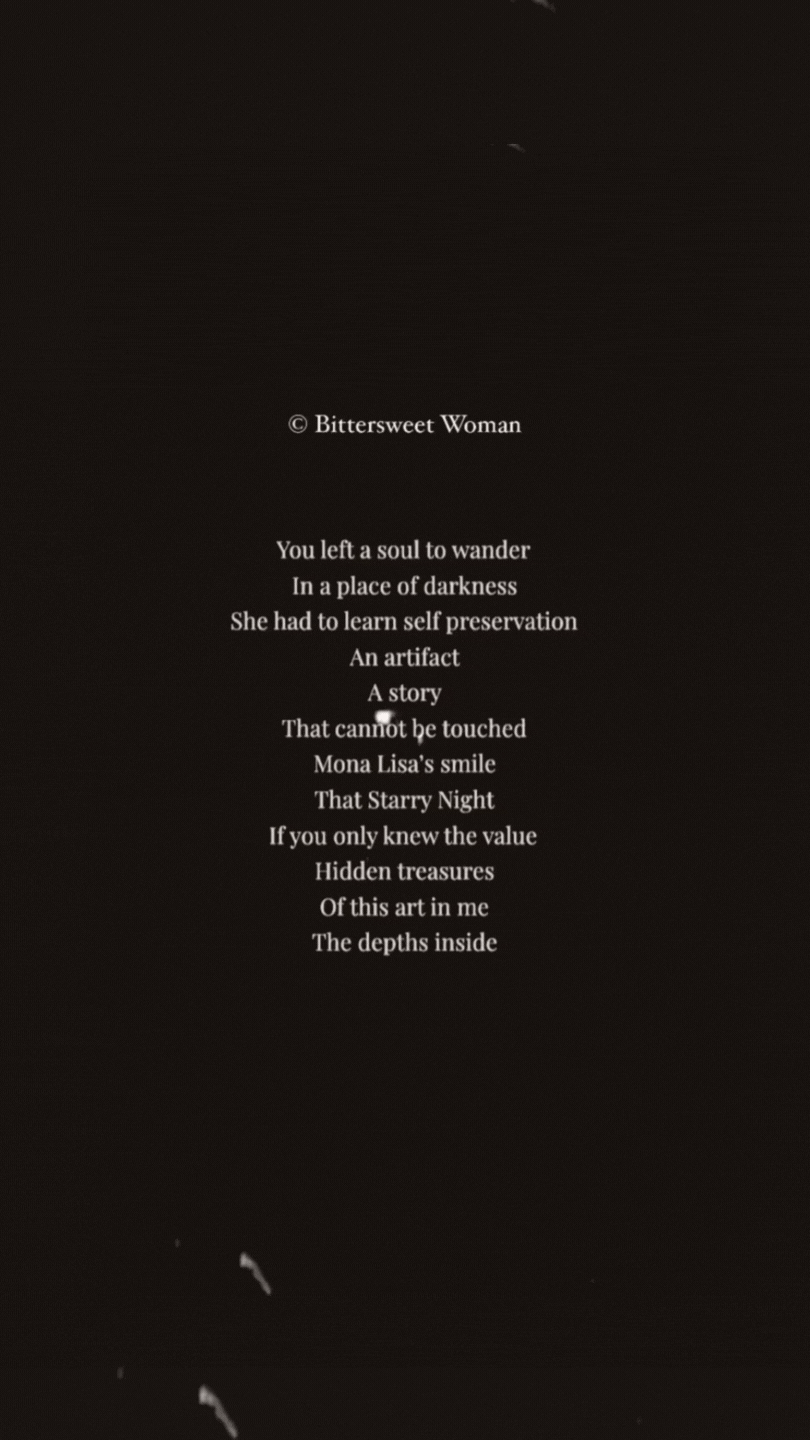 © Bittersweet Woman
You left a soul to wander
In a place of darkness
She had to learn self preservation
An artifact
A story
That cannot be touched
Mona Lisa's smile
That Starry Night
If you only knew the value
Hidden treasures
Of this art in me
The depths inside